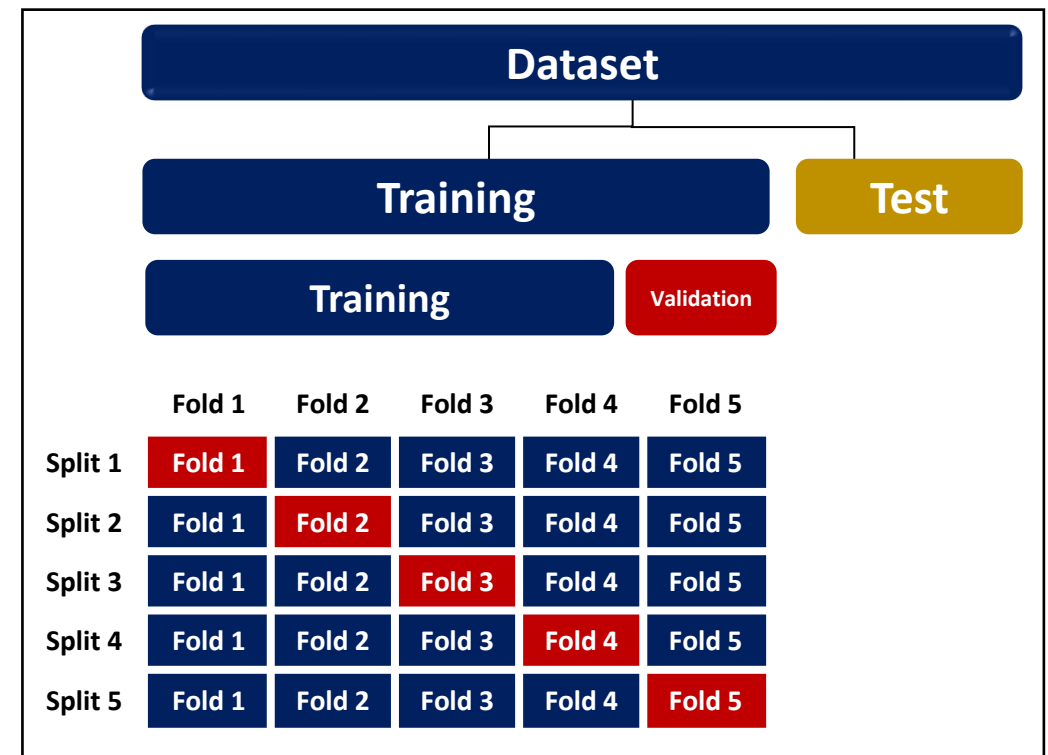 Dataset
Training Test
Training Validation
Fold 1 Fold 2 Fold 3 Fold 4 Fold 5
Split 1 Fold 1 Fold 2 Fold 3 Fold 4 Fold 5
Split 2 Fold 1 Fold 2 Fold 3 Fold 4 Fold 5
Split 3 Fold 1 Fold 2 Fold 3 Fold 4 Fold 5
Split 4 Fold 1 Fold 2 Fold 3 Fold 4 Fold 5
Split 5 Fold 1 Fold 2 Fold 3 Fold 4 Fold 5